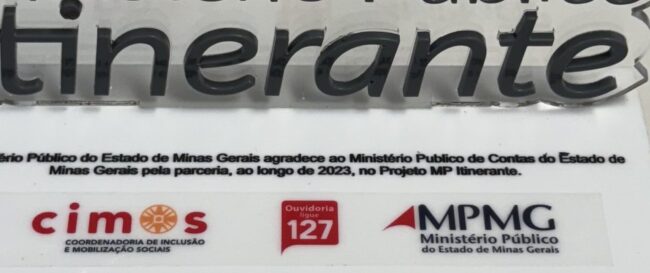 Itinerante
ério Público do Estado de Minas Gerais agradece ao Ministério Publico de Contas do Estado de
Minas Gerais pela parceria, ao longo de 2023, no Projeto MP Itinerante.
cimos
COORDENADORIA DE INCLUSÃO
E MOBILIZAÇÃO SOCIAIS
Ouvidoria
ligue
127
MPMG
Ministério Público
do Estado de Minas Gerais